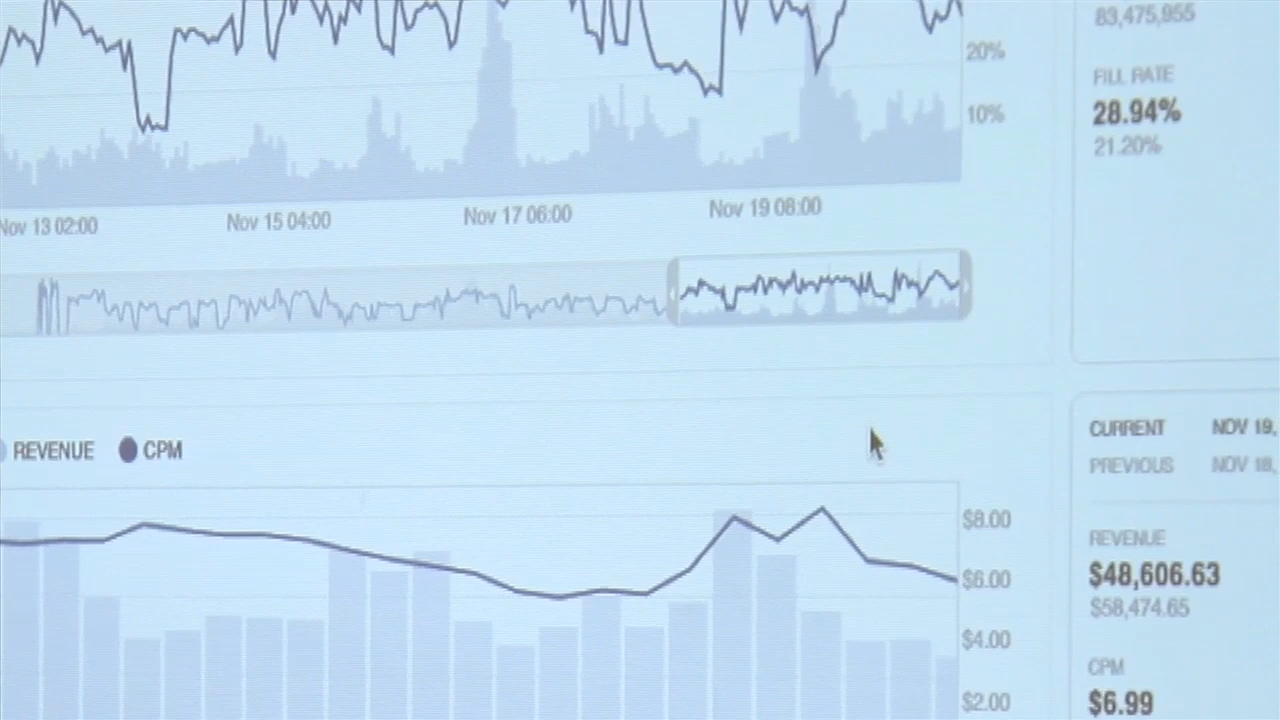 83,475,955
20%
FILL RATE
10%
28.94%
21.20%
Nov 13 02:00 Nov 15 04:00 Nov 17 06:00 Nov 19 08:00
REVENUE CPM
CURRENT NOV 19,
PREVIOUS NOV 18,
$8.00
REVENUE
$6.00
$48,606.63
$58,474.65
$4.00
CPM
$2.00
$6.99